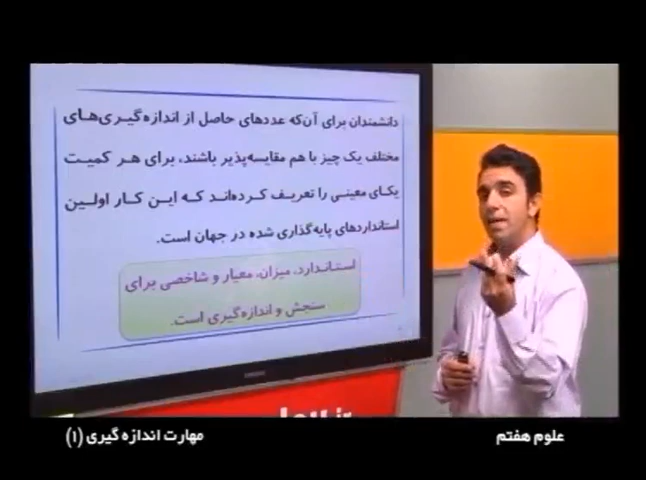 دانشمندان برای آن‌که عددهای حاصل از اندازه‌گیری‌های
مختلف یک چیز با هم مقایسه‌پذیر باشند، برای هر کمیت
یکای معینی را تعریف کرده‌اند که این کار اولین
استانداردهای پایه‌گذاری شده در جهان است.
استاندارد، میزان، معیار و شاخصی برای
سنجش و اندازه‌گیری است.
علوم هفتم
مهارت اندازه گیری (۱)